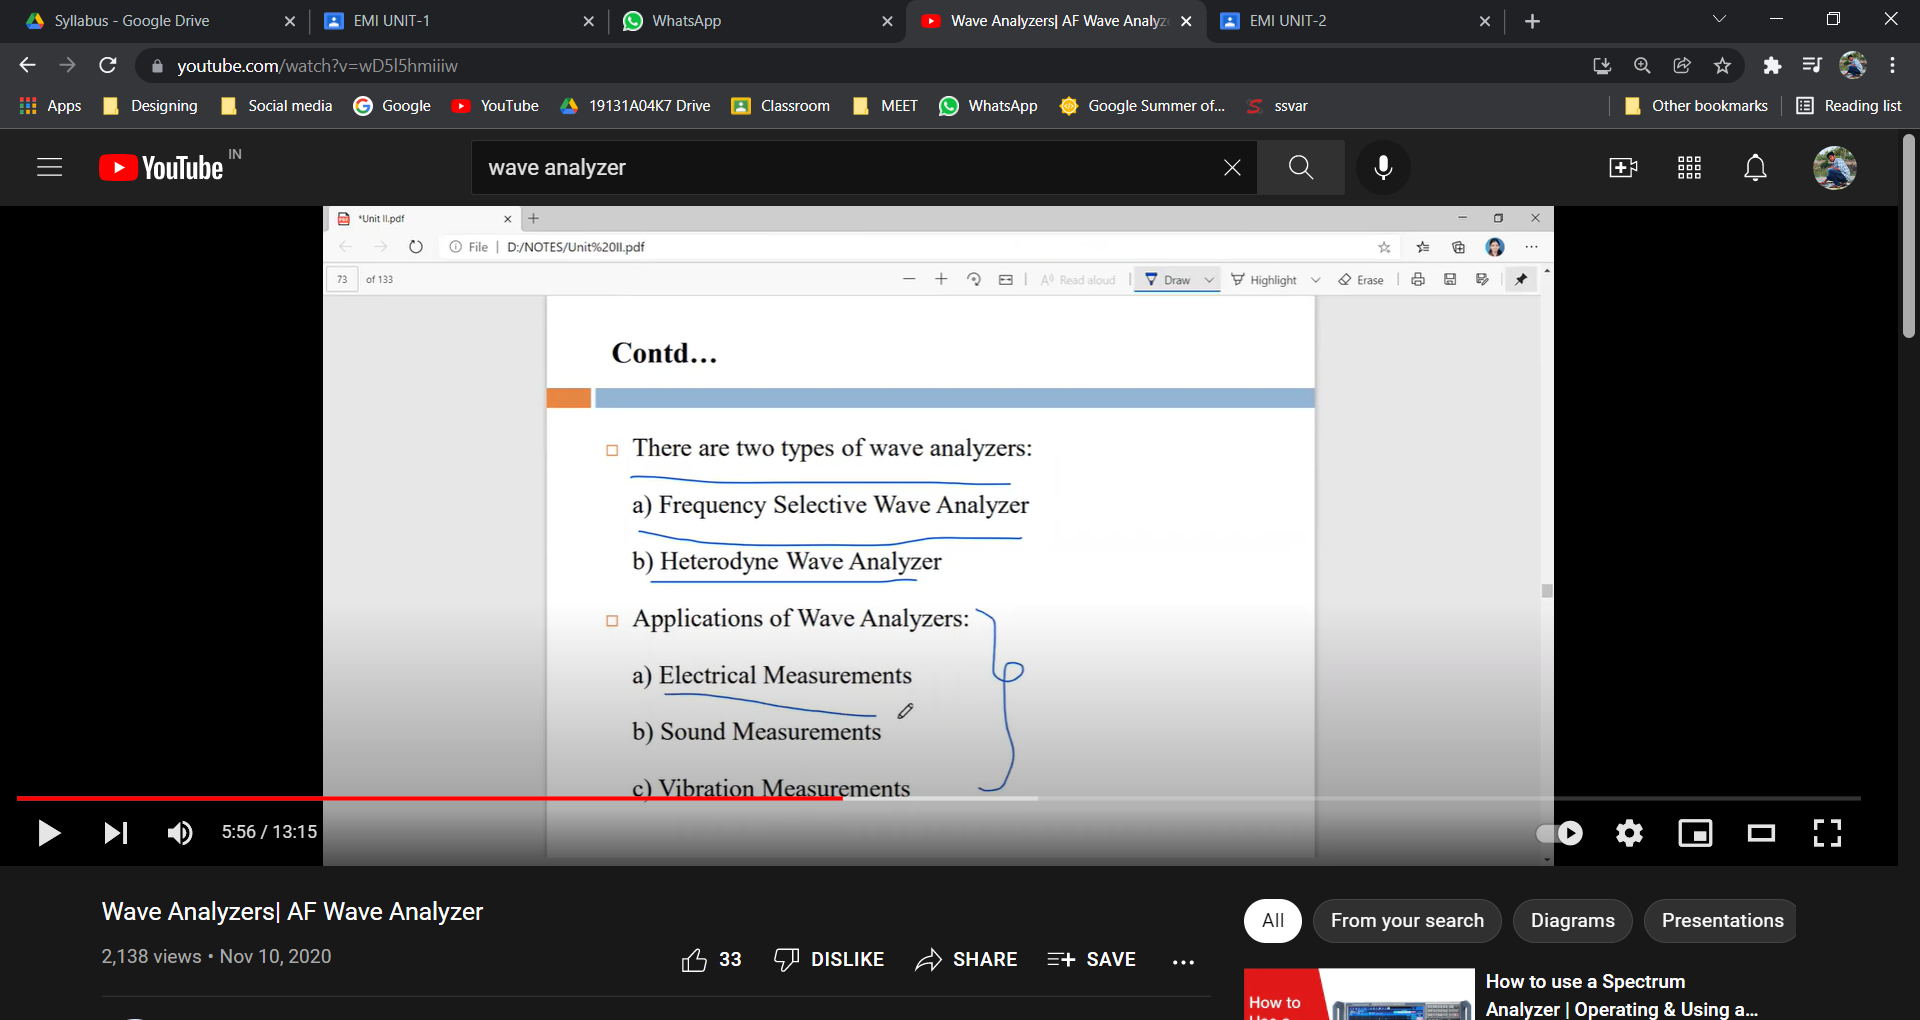 Syllabus - Google Drive
EMI UNIT-1
WhatsApp
Wave Analyzers| AF Wave Analyz
EMI UNIT-2
youtube.com/watch?v=wD5I5hmiiiw
Apps
Designing
Social media
Google
YouTube
19131A04K7 Drive
Classroom
MEET
WhatsApp
Google Summer of...
ssvar
Other bookmarks
Reading list
YouTube IN
wave analyzer
*Unit II.pdf
File | D:/NOTES/Unit%20II.pdf
73 of 133
Read aloud
Draw
Highlight
Erase
Contd...
There are two types of wave analyzers:
a) Frequency Selective Wave Analyzer
b) Heterodyne Wave Analyzer
Applications of Wave Analyzers:
a) Electrical Measurements
b) Sound Measurements
c) Vibration Measurements
5:56 / 13:15
Wave Analyzers| AF Wave Analyzer
2,138 views • Nov 10, 2020
33
DISLIKE
SHARE
SAVE
All
From your search
Diagrams
Presentations
How to
How to use a Spectrum
Analyzer | Operating & Using a...